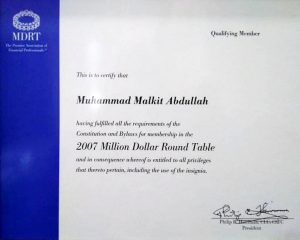 MDRT
The Premier Association of
Financial Professionals
Qualifying Member
This is to certify that
Muhammad Malkit Abdullah
having fulfilled all the requirements of the
Constitution and Bylaws for membership in the
2007 Million Dollar Round Table
and in consequence whereof is entitled to all privileges
that thereto pertain, including the use of the insignia.
President